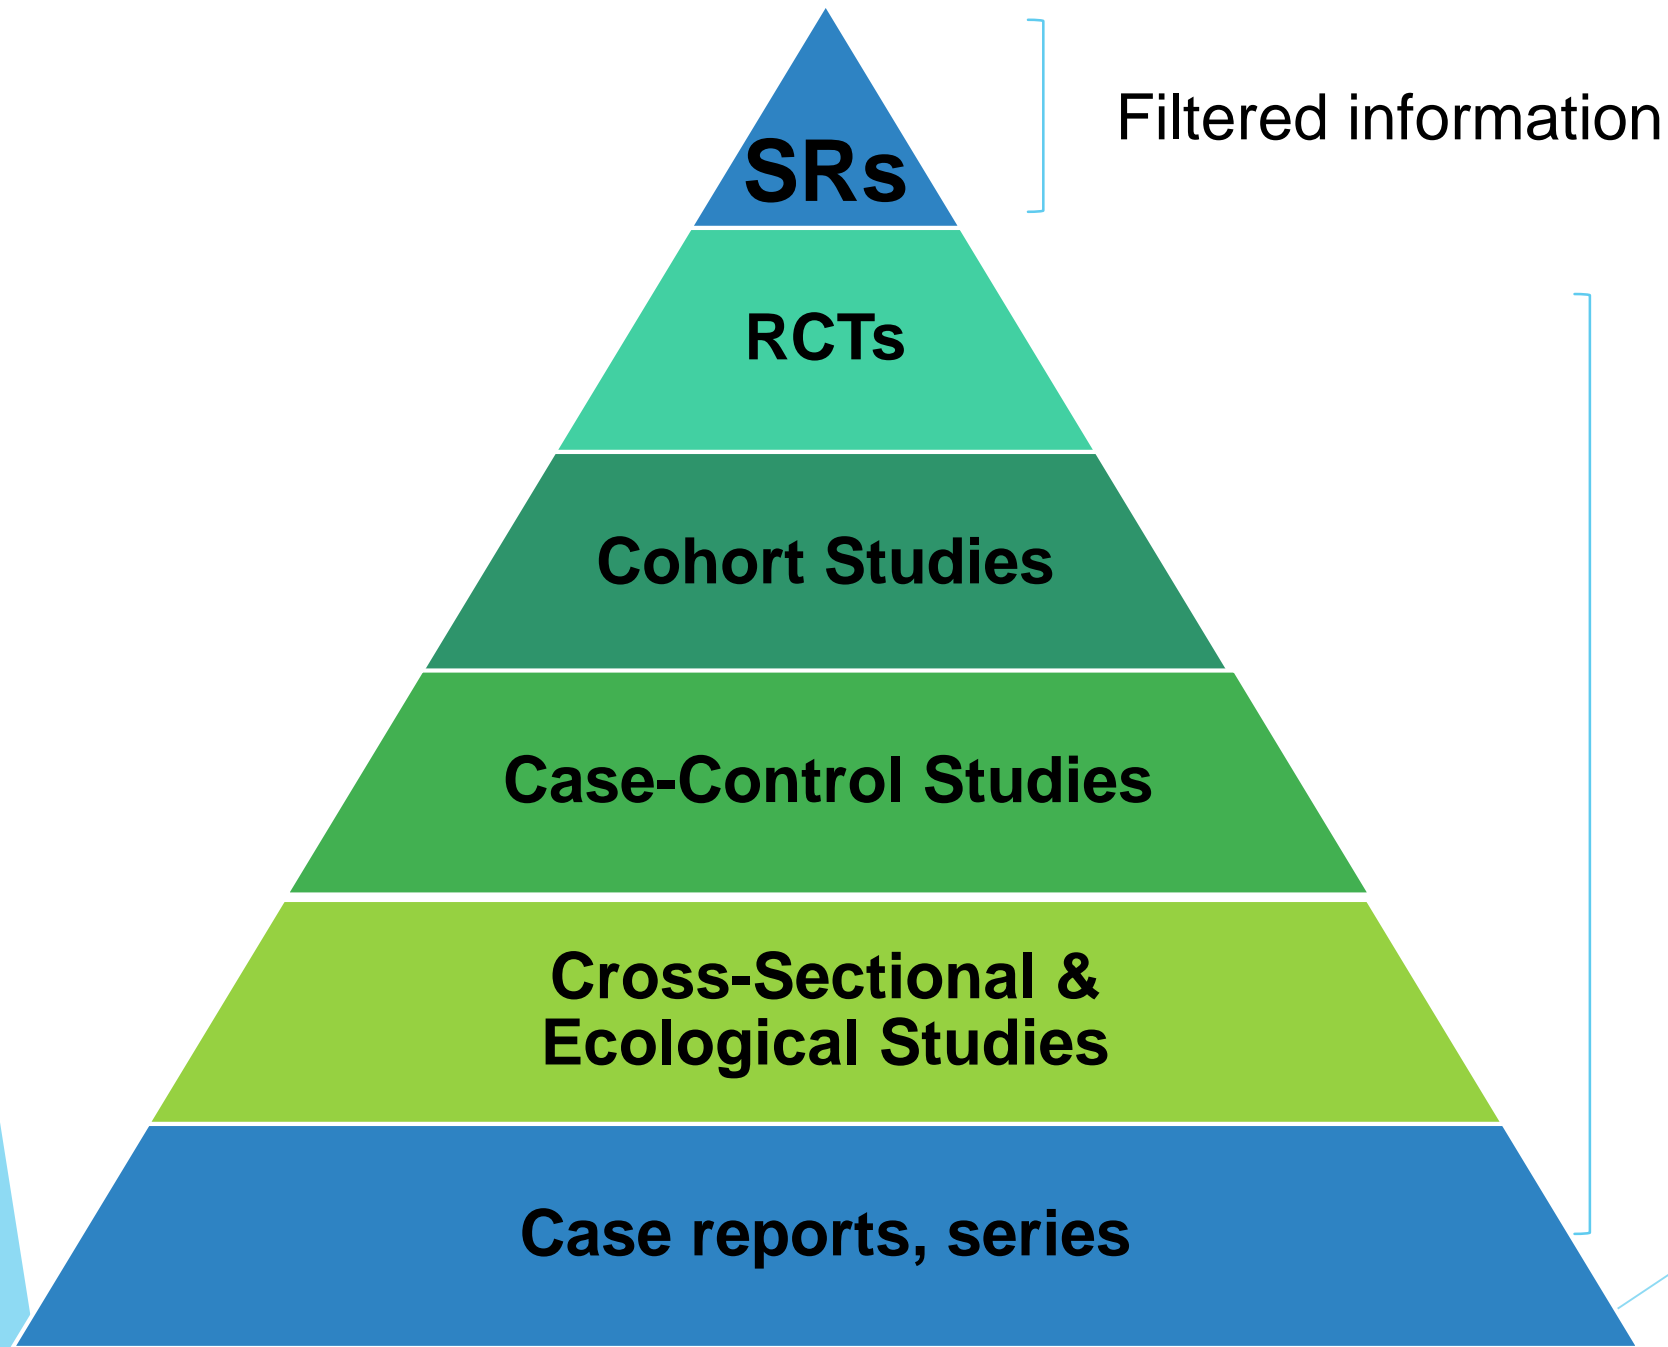 Filtered information
SRs
RCTs
Cohort Studies
Case-Control Studies
Cross-Sectional &
Ecological Studies
Case reports, series